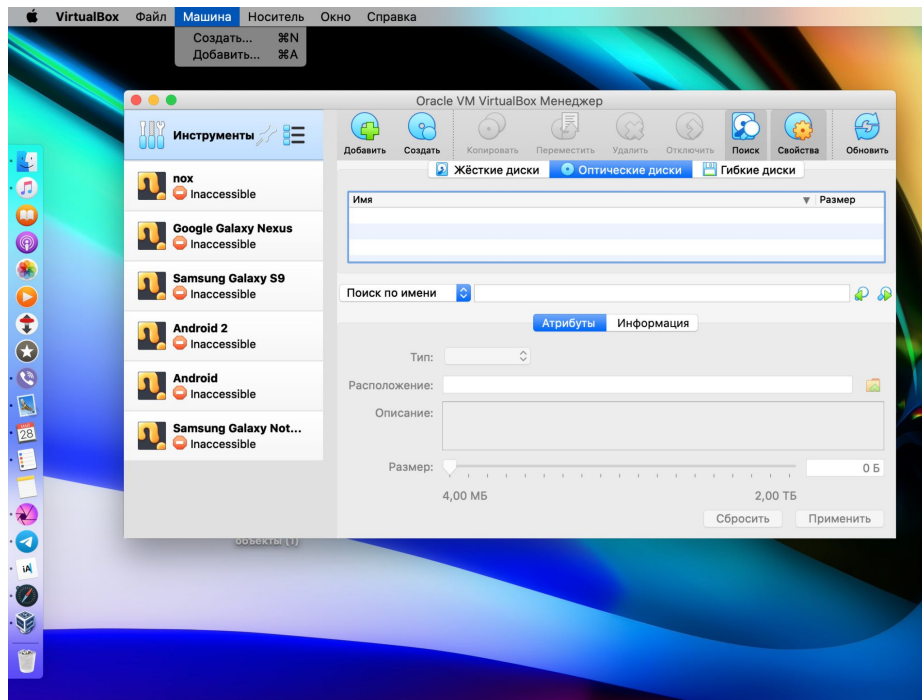 VirtualBox Файл Машина Носитель Окно Справка
Создать... ⌘N
Добавить... ⌘A
Oracle VM VirtualBox Менеджер
Инструменты
Добавить Создать Копировать Переместить Удалить Отключить Поиск Свойства Обновить
Жёсткие диски Оптические диски Гибкие диски
nox
Inaccessible
Google Galaxy Nexus
Inaccessible
Samsung Galaxy S9
Inaccessible
Android 2
Inaccessible
Android
Inaccessible
Samsung Galaxy Not...
Inaccessible
Имя Размер
Поиск по имени
Атрибуты Информация
Тип:
Расположение:
Описание:
Размер: 0 Б
4,00 МБ 2,00 ТБ
Сбросить Применить
объекты (1)
28
iA